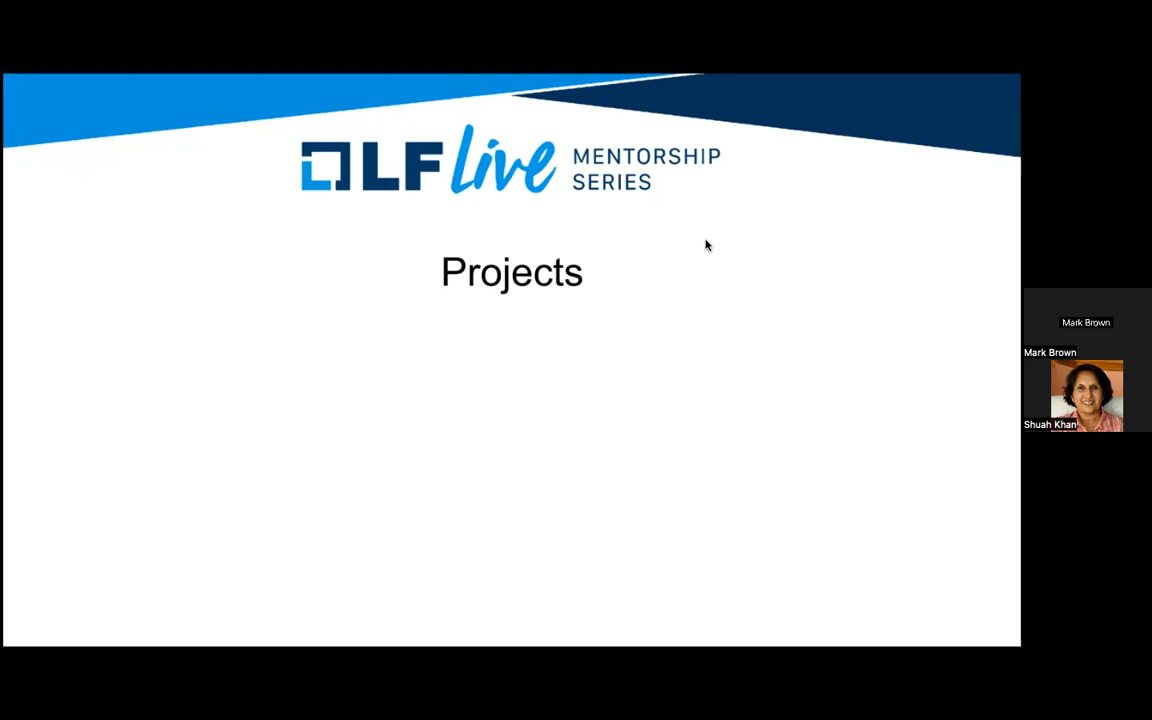 LF Live MENTORSHIP
SERIES
Projects
Mark Brown
Mark Brown
Shuah Khan